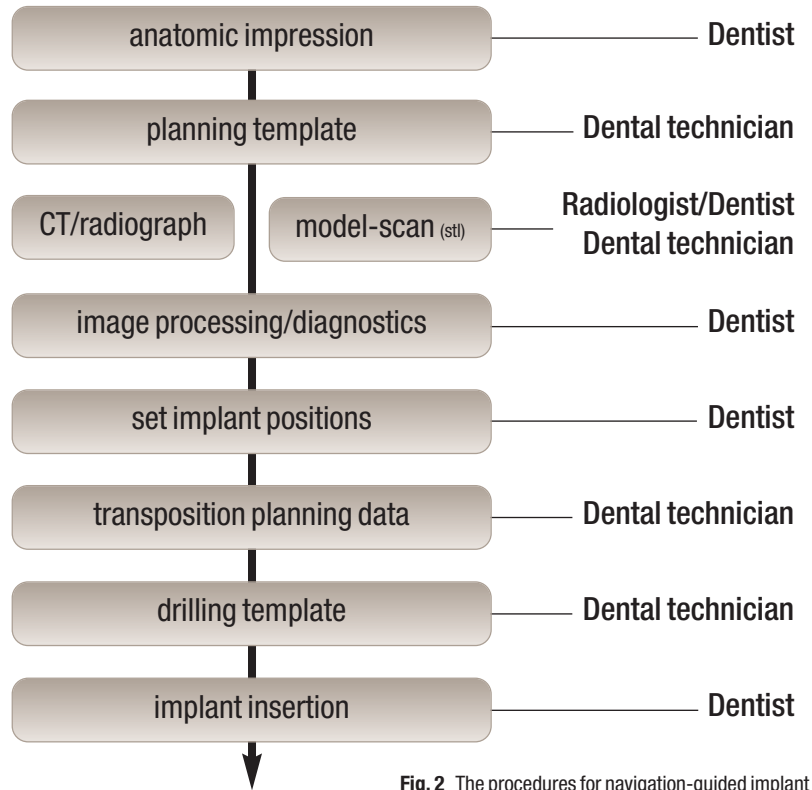 anatomic impression Dentist
planning template Dental technician
CT/radiograph model-scan (stl) Radiologist/Dentist
Dental technician
image processing/diagnostics Dentist
set implant positions Dentist
transposition planning data Dental technician
drilling template Dental technician
implant insertion Dentist
Fig. 2 The procedures for navigation-guided implant